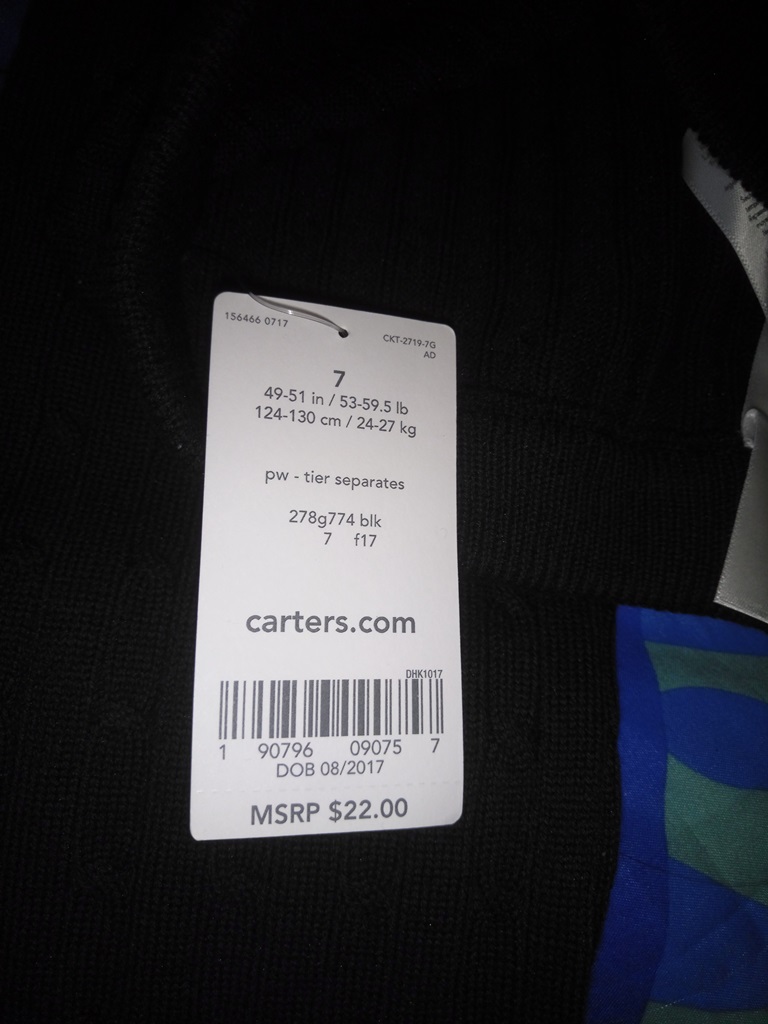 156466 0717
CKT-2719-7G
AD
7
49-51 in / 53-59.5 lb
124-130 cm / 24-27 kg
pw - tier separates
278g774 blk
7 f17
carters.com
DHK1017
1 90796 09075 7
DOB 08/2017
MSRP $22.00